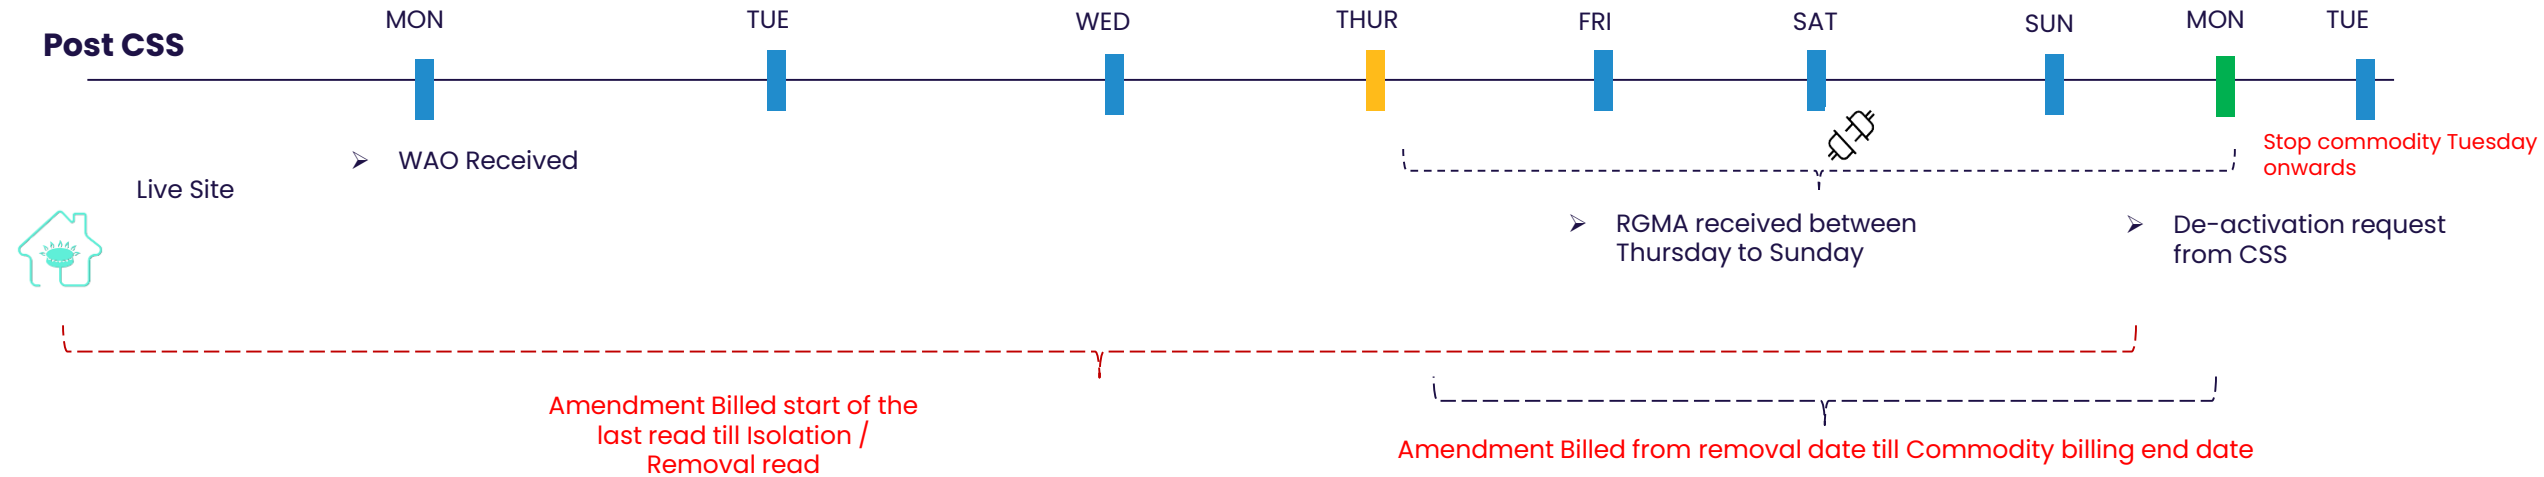 Post CSS
MON
TUE
WED
THUR
FRI
SAT
SUN
MON
TUE
WAO Received
Live Site
Stop commodity Tuesday
onwards
RGMA received between
Thursday to Sunday
De-activation request
from CSS
Amendment Billed start of the
last read till Isolation /
Removal read
Amendment Billed from removal date till Commodity billing end date